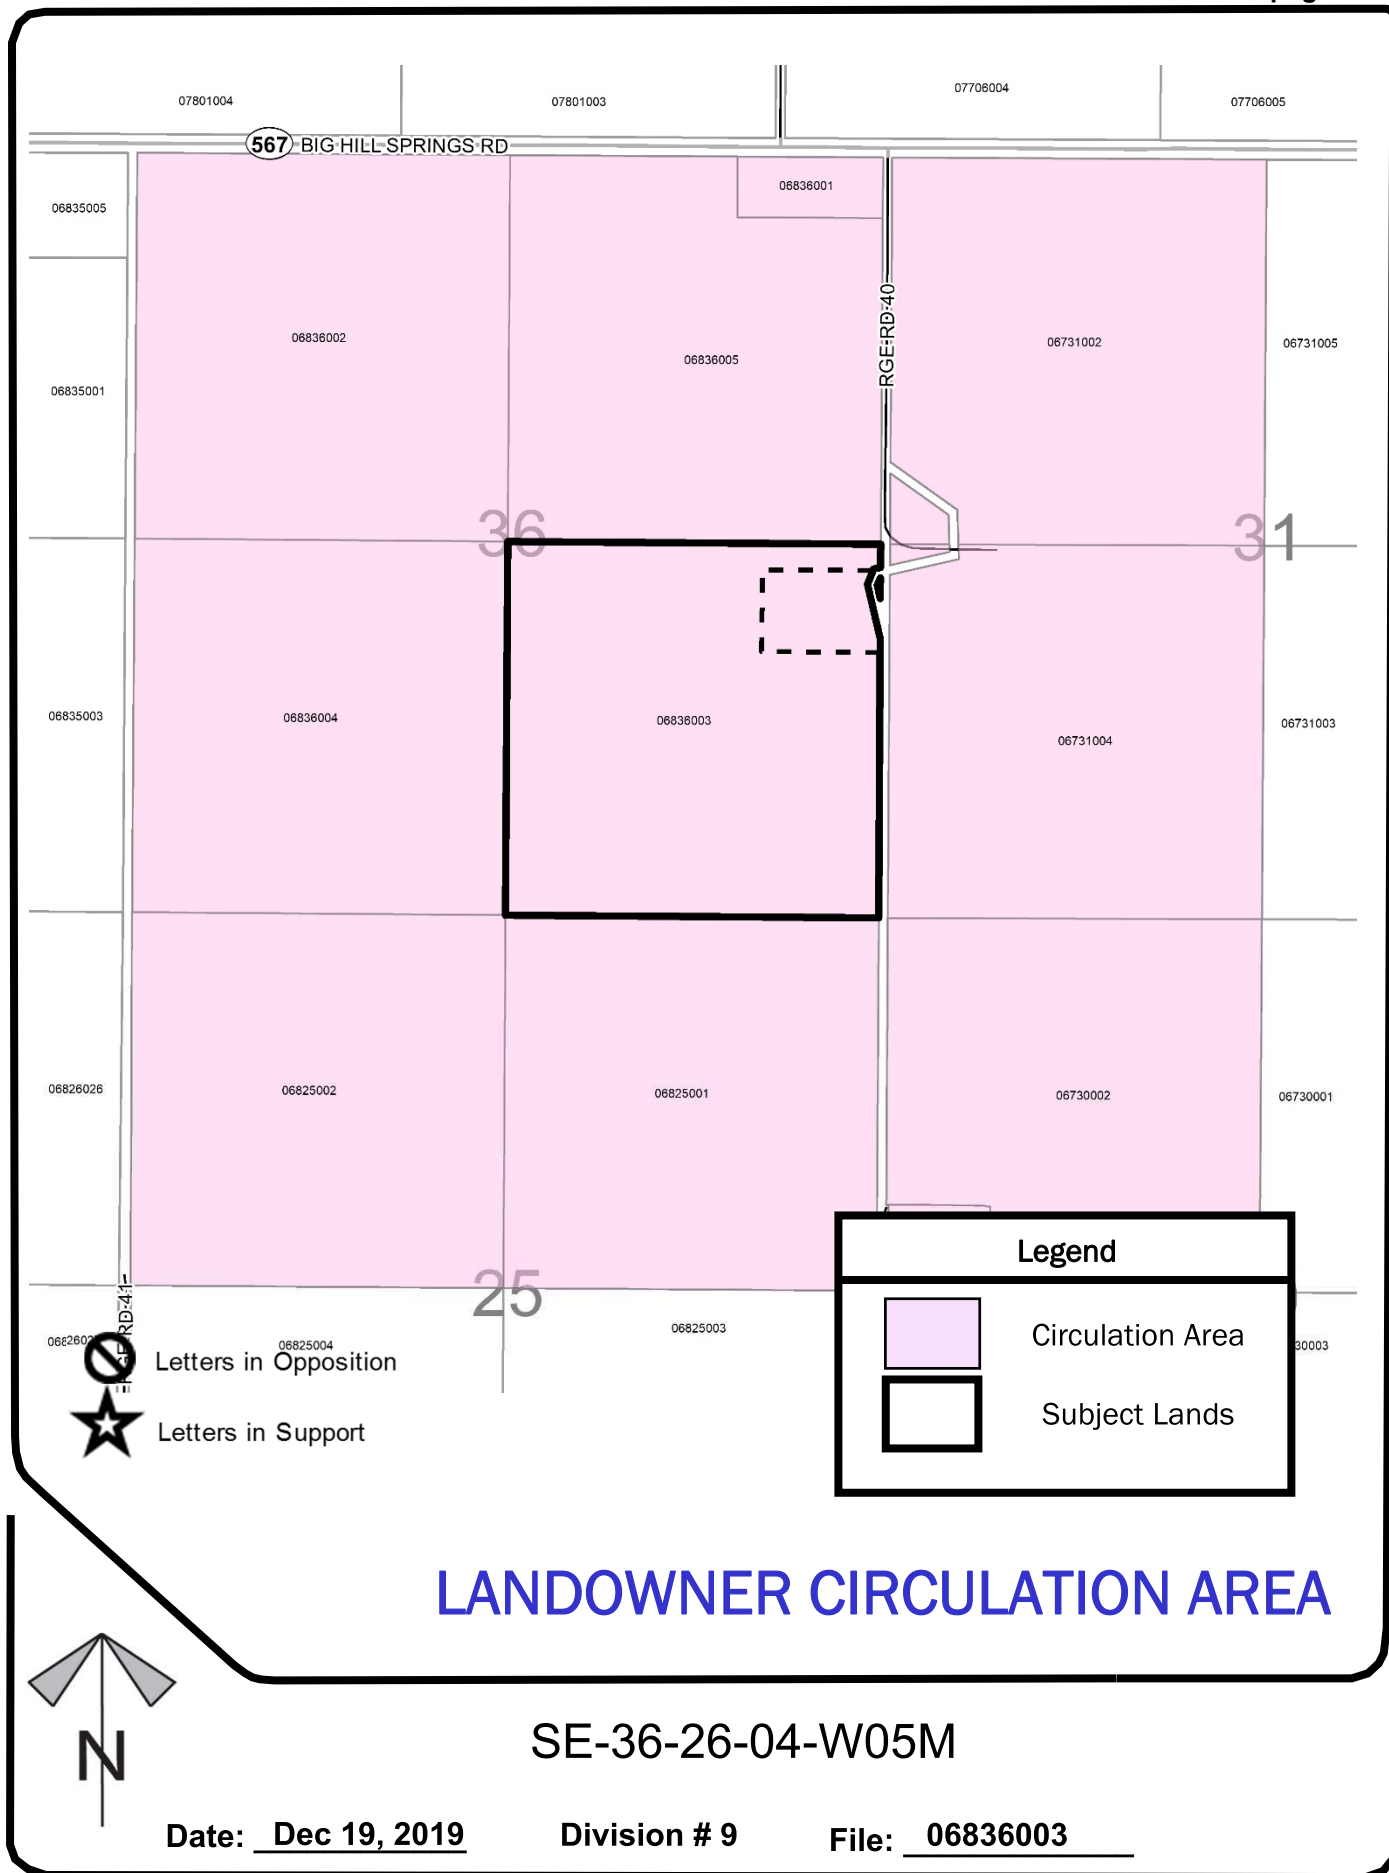 07801004
07801003
07706004
07706005
567 BIG HILL SPRINGS RD
06835005
06836001
06836002
06836005
RGE RD 40
06731002
06731005
06835001
36
31
06835003
06836004
06836003
06731004
06731003
06826026
06825002
06825001
06730002
06730001
25
06825004
06825003
30003
Letters in Opposition
Letters in Support
Legend
Circulation Area
Subject Lands
LANDOWNER CIRCULATION AREA
N
SE-36-26-04-W05M
Date: Dec 19, 2019 Division # 9 File: 06836003